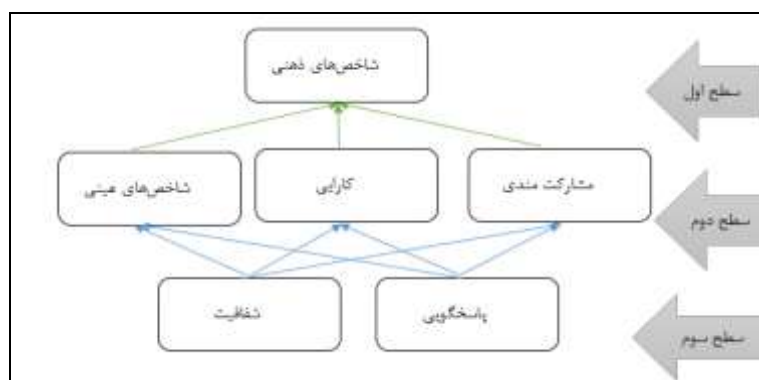 شاخص‌های ذهنی
سطح اول
مشارکت مندی
کارایی
شاخص‌های عینی
سطح دوم
پاسخگویی
شفافیت
سطح سوم